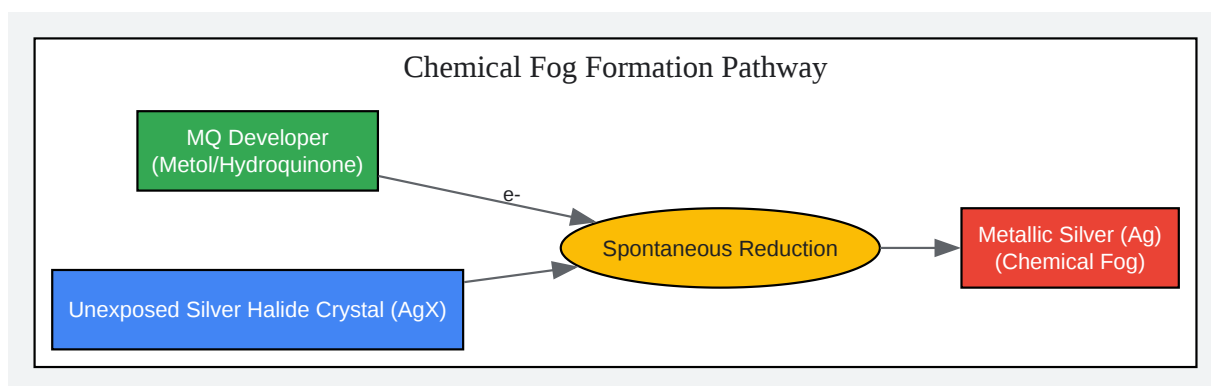 Chemical Fog Formation Pathway
MQ Developer
(Metol/Hydroquinone)
e-
Spontaneous Reduction
Metallic Silver (Ag)
(Chemical Fog)
Unexposed Silver Halide Crystal (AgX)